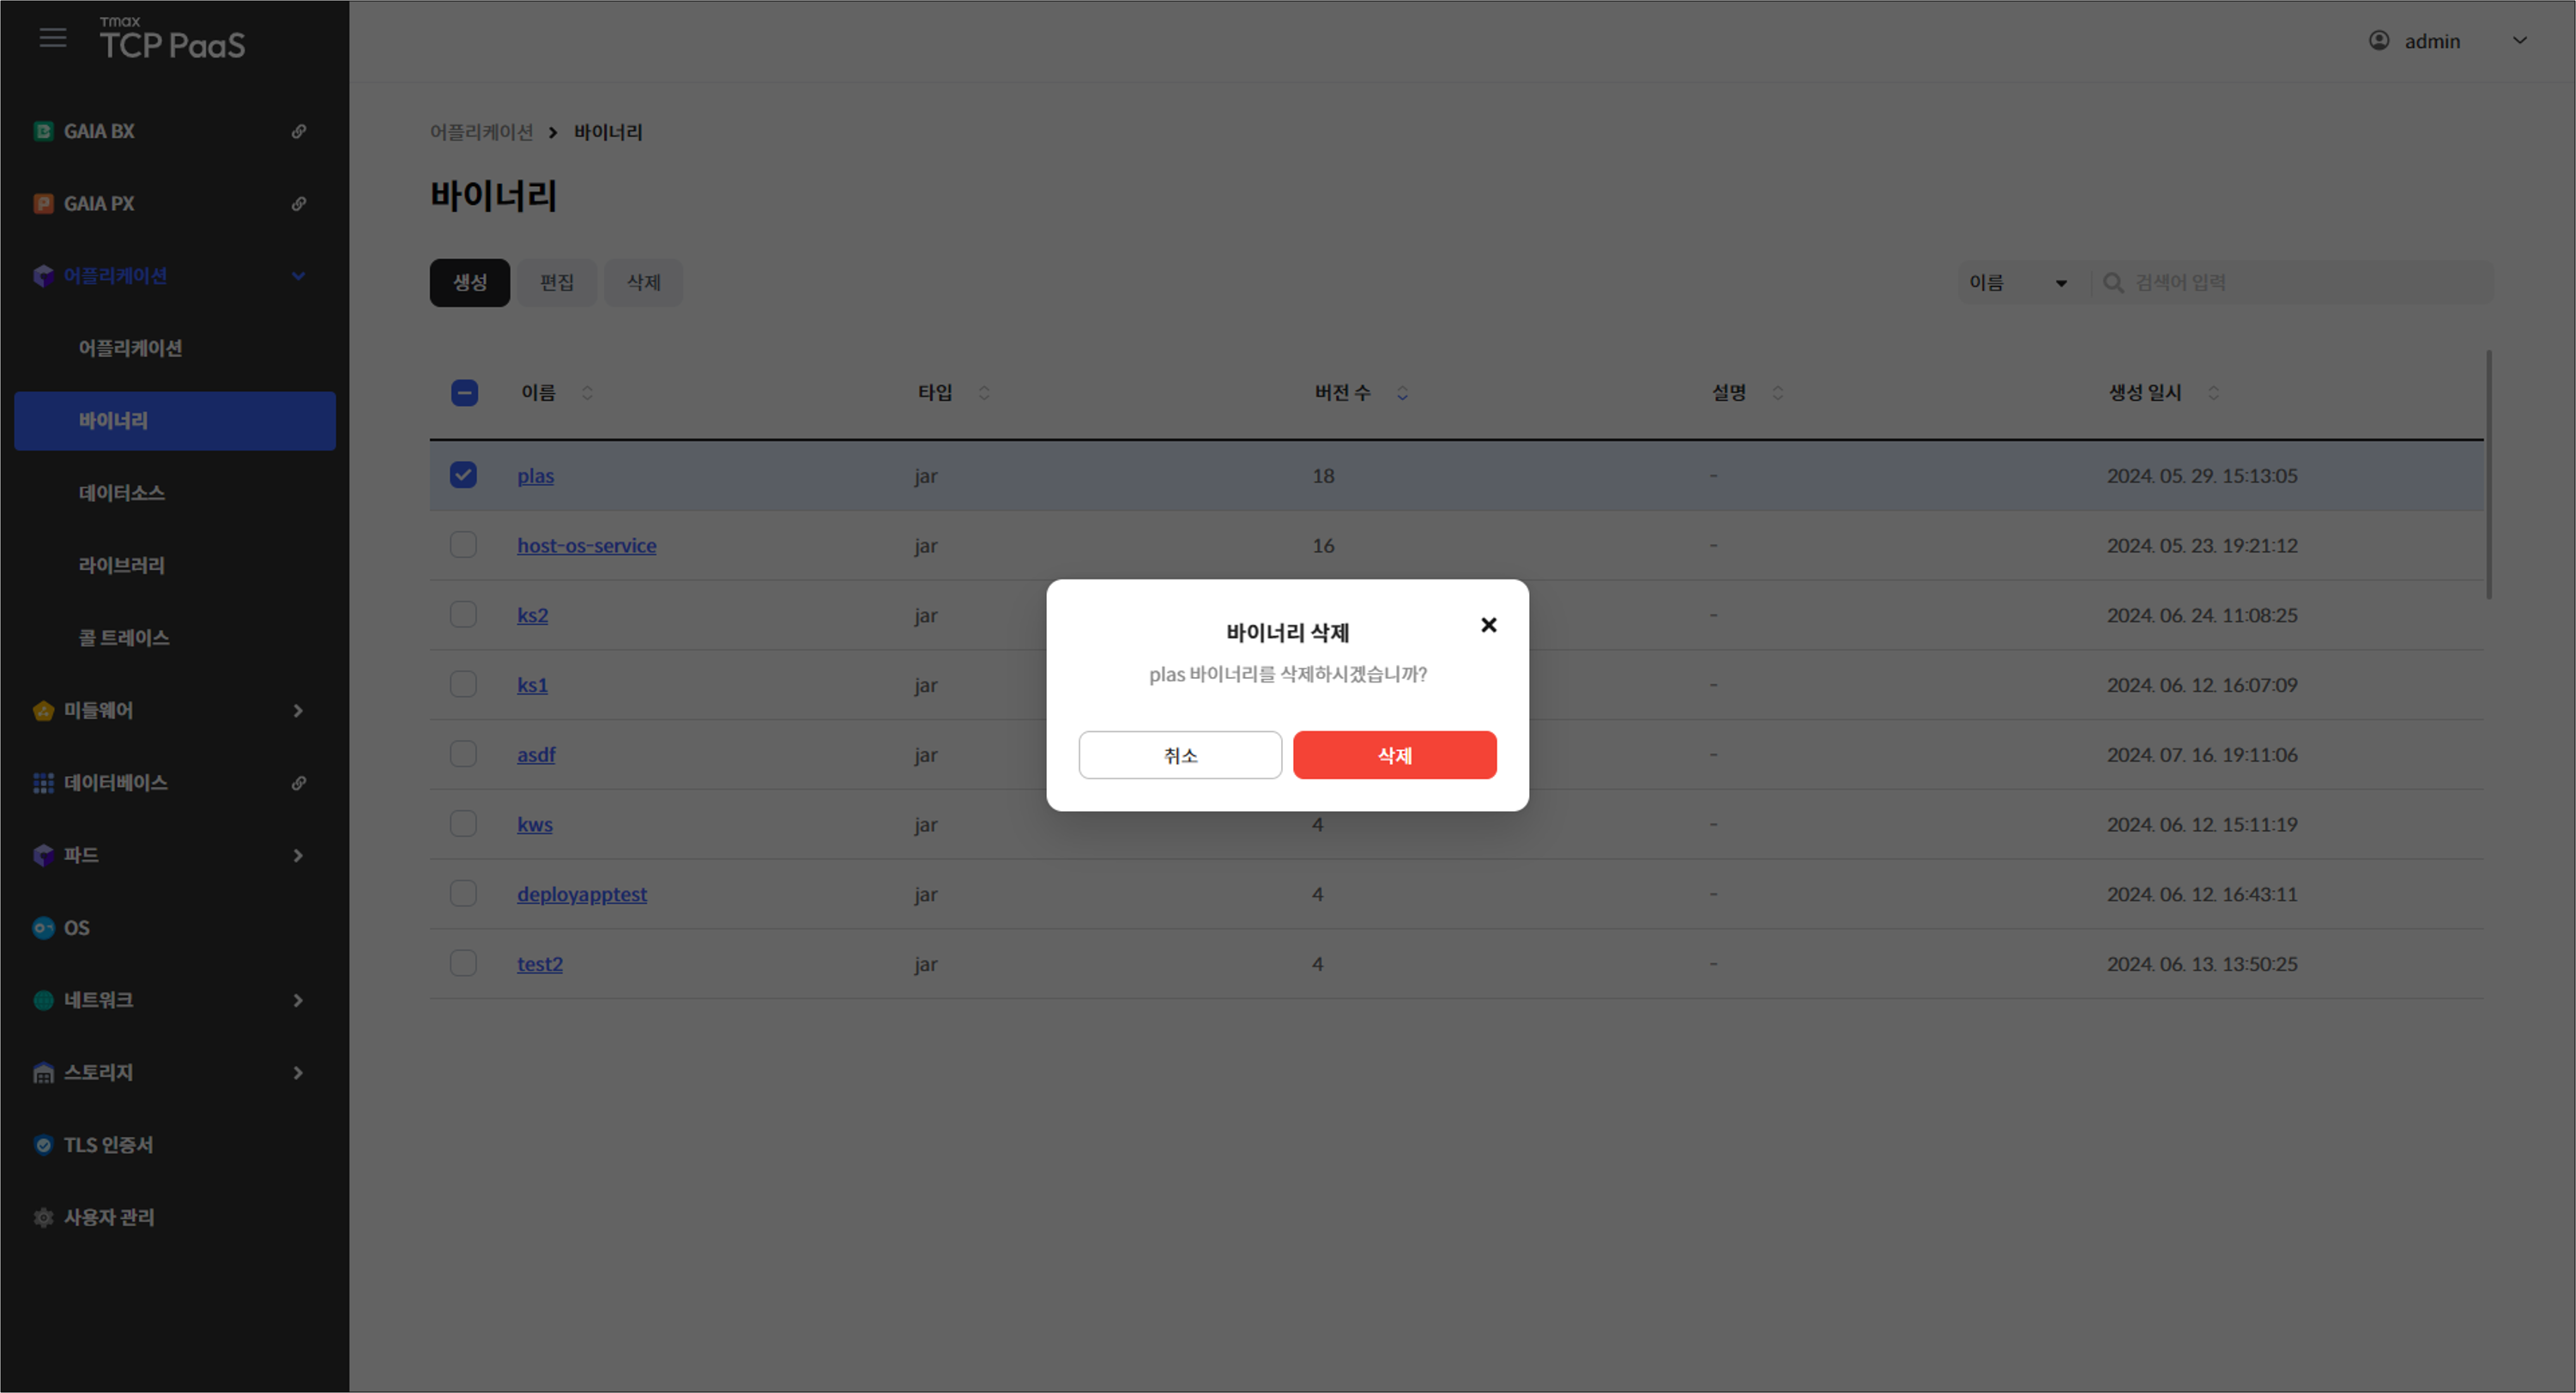 Tmax
TCP PaaS
admin
GAIA BX
GAIA PX
어플리케이션
어플리케이션
바이너리
데이터소스
라이브러리
콜 트레이스
미들웨어
데이터베이스
파드
OS
네트워크
스토리지
TLS 인증서
사용자 관리
어플리케이션 > 바이너리
바이너리
생성 편집 삭제 이름 검색어 입력
이름 타입 버전 수 설명 생성 일시
plas jar 18 - 2024. 05. 29. 15:13:05
host-os-service jar 16 - 2024. 05. 23. 19:21:12
ks2 jar - 2024. 06. 24. 11:08:25
ks1 jar - 2024. 06. 12. 16:07:09
asdf jar - 2024. 07. 16. 19:11:06
kws jar 4 - 2024. 06. 12. 15:11:19
deployapptest jar 4 - 2024. 06. 12. 16:43:11
test2 jar 4 - 2024. 06. 13. 13:50:25
바이너리 삭제
plas 바이너리를 삭제하시겠습니까?
취소 삭제